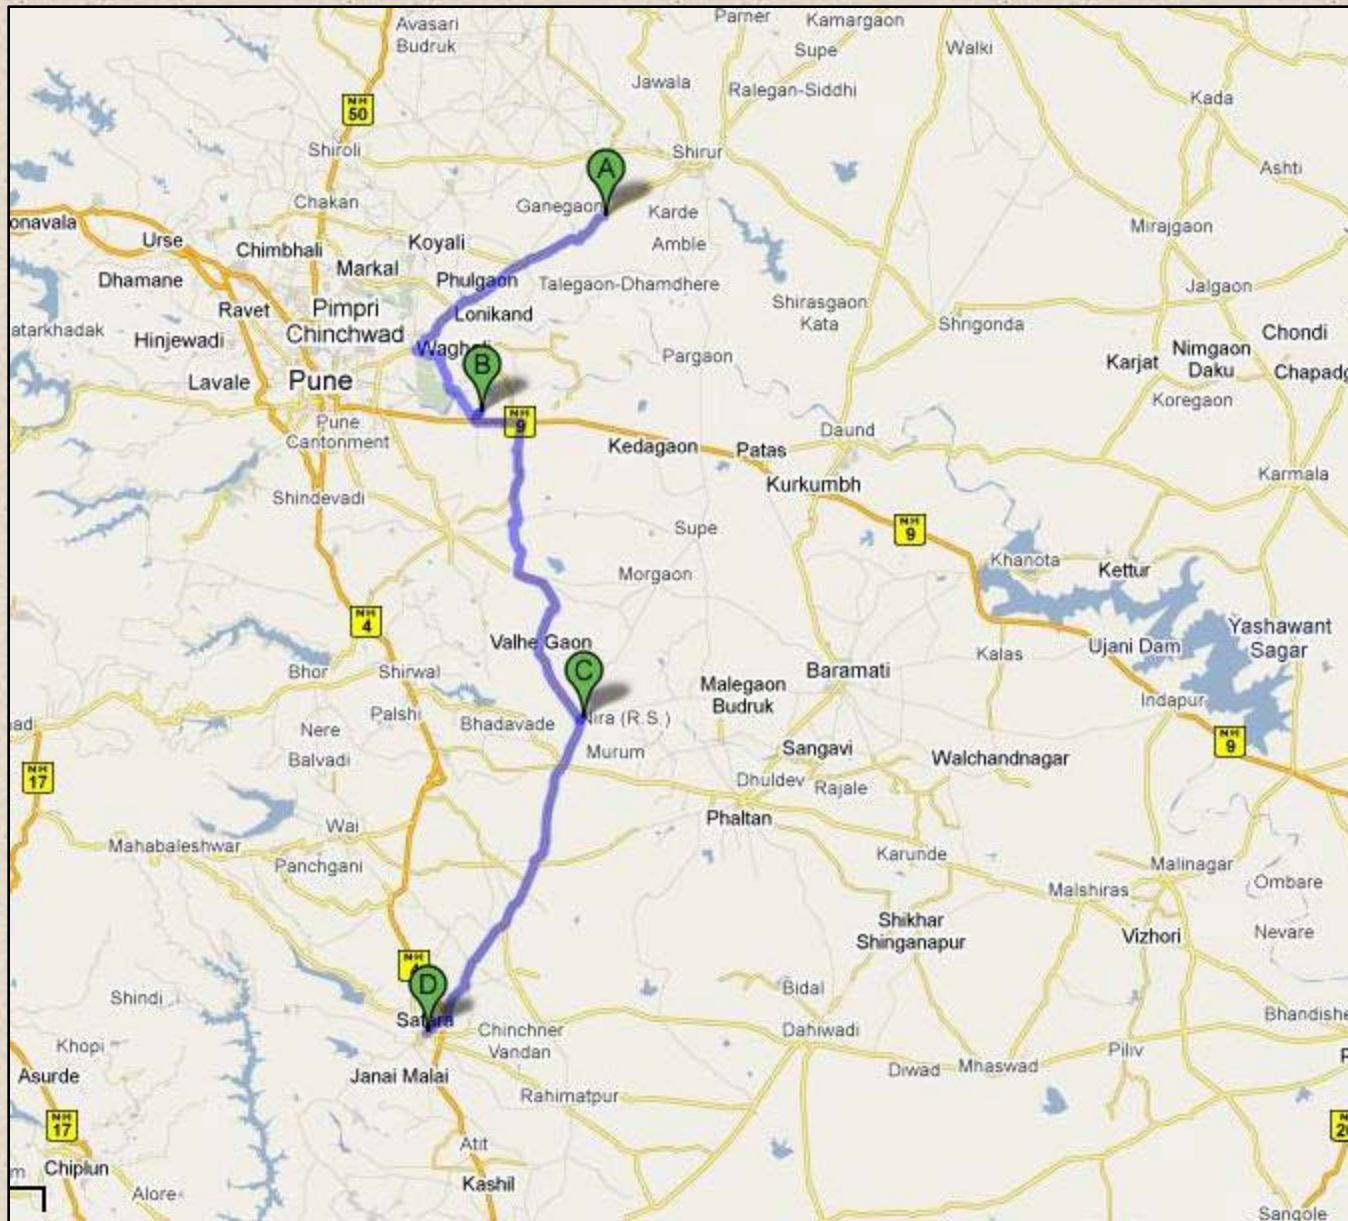 Avasari
Budruk
Parner
Kamargaon
Supe
Walki
Jawala
Ralegan-Siddhi
Kada
NH
50
Shiroli
Shirur
A
Ashti
Chakan
Ganegaon
Karde
onavala
Urse
Chimbhali
Koyali
Amble
Mirajgaon
Markal
Phulgaon
Talegaon-Dhamdhere
Dhamane
Jalgaon
Ravet
Pimpri
Chinchwad
Lonikand
Shirasgaon
Kata
Shrigonda
atarkhadak
Hinjewadi
Chondi
Pargaon
Karjat
Nimgaon
Daku
B
Lavale
Pune
Chapadg
Koregaon
Pune
Cantonment
NH
9
Daund
Kedagaon
Patas
Karmala
Kurkumbh
Shindevadi
Supe
NH
9
Khanota
Kettur
Morgaon
NH
4
Yashawant
Sagar
Valhe Gaon
Ujani Dam
Kalas
Bhor
Shirwal
C
Baramati
Malegaon
Budruk
Indapur
Palshi
Bhadavade
Nira (R.S.)
Nere
Balvadi
Murum
Sangavi
Walchandnagar
NH
9
NH
17
Dhuldev
Rajale
Phaltan
Wai
Mahabaleshwar
Panchgani
Karunde
Malinagar
Malshiras
Ombare
Shikhar
Shinganapur
Vizhori
Nevare
NH
4
D
Bidal
Shindi
Satara
Chinchner
Vandan
Dahiwadi
Bhandishe
Khopi
Piliv
Asurde
Janai Malai
Diwad
Mhaswad
Rahimatpur
NH
17
Atit
Chiplun
Kashil
Alore
Sangole